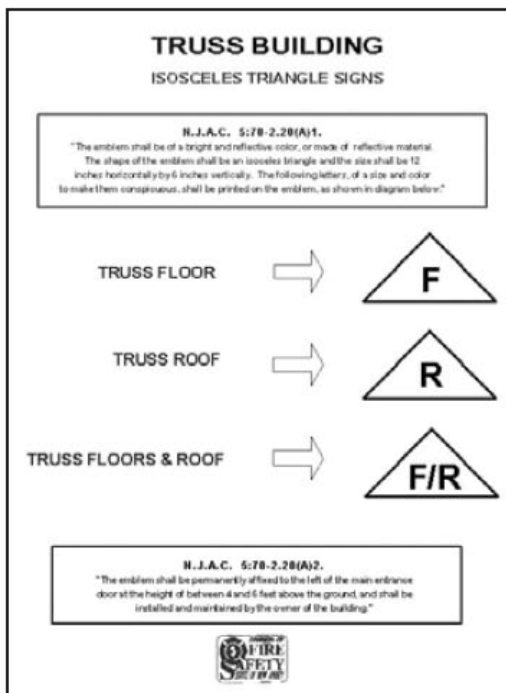 TRUSS BUILDING
ISOSCELES TRIANGLE SIGNS
N.J.A.C. 5:70-2.20(A)1.
"The emblem shall be of a bright and reflective color, or made of reflective material.
The shape of the emblem shall be an isoceles triangle and the size shall be 12
inches horizontally by 6 inches vertically. The following letters, of a size and color
to make them conspicuous, shall be printed on the emblem, as shown in diagram below."
TRUSS FLOOR
F
TRUSS ROOF
R
TRUSS FLOORS & ROOF
F/R
N.J.A.C. 5:70-2.20(A)2.
"The emblem shall be permanently affixed to the left of the main entrance
door at the height of between 4 and 6 feet above the ground, and shall be
installed and maintained by the owner of the building."
FIRE
SAFETY